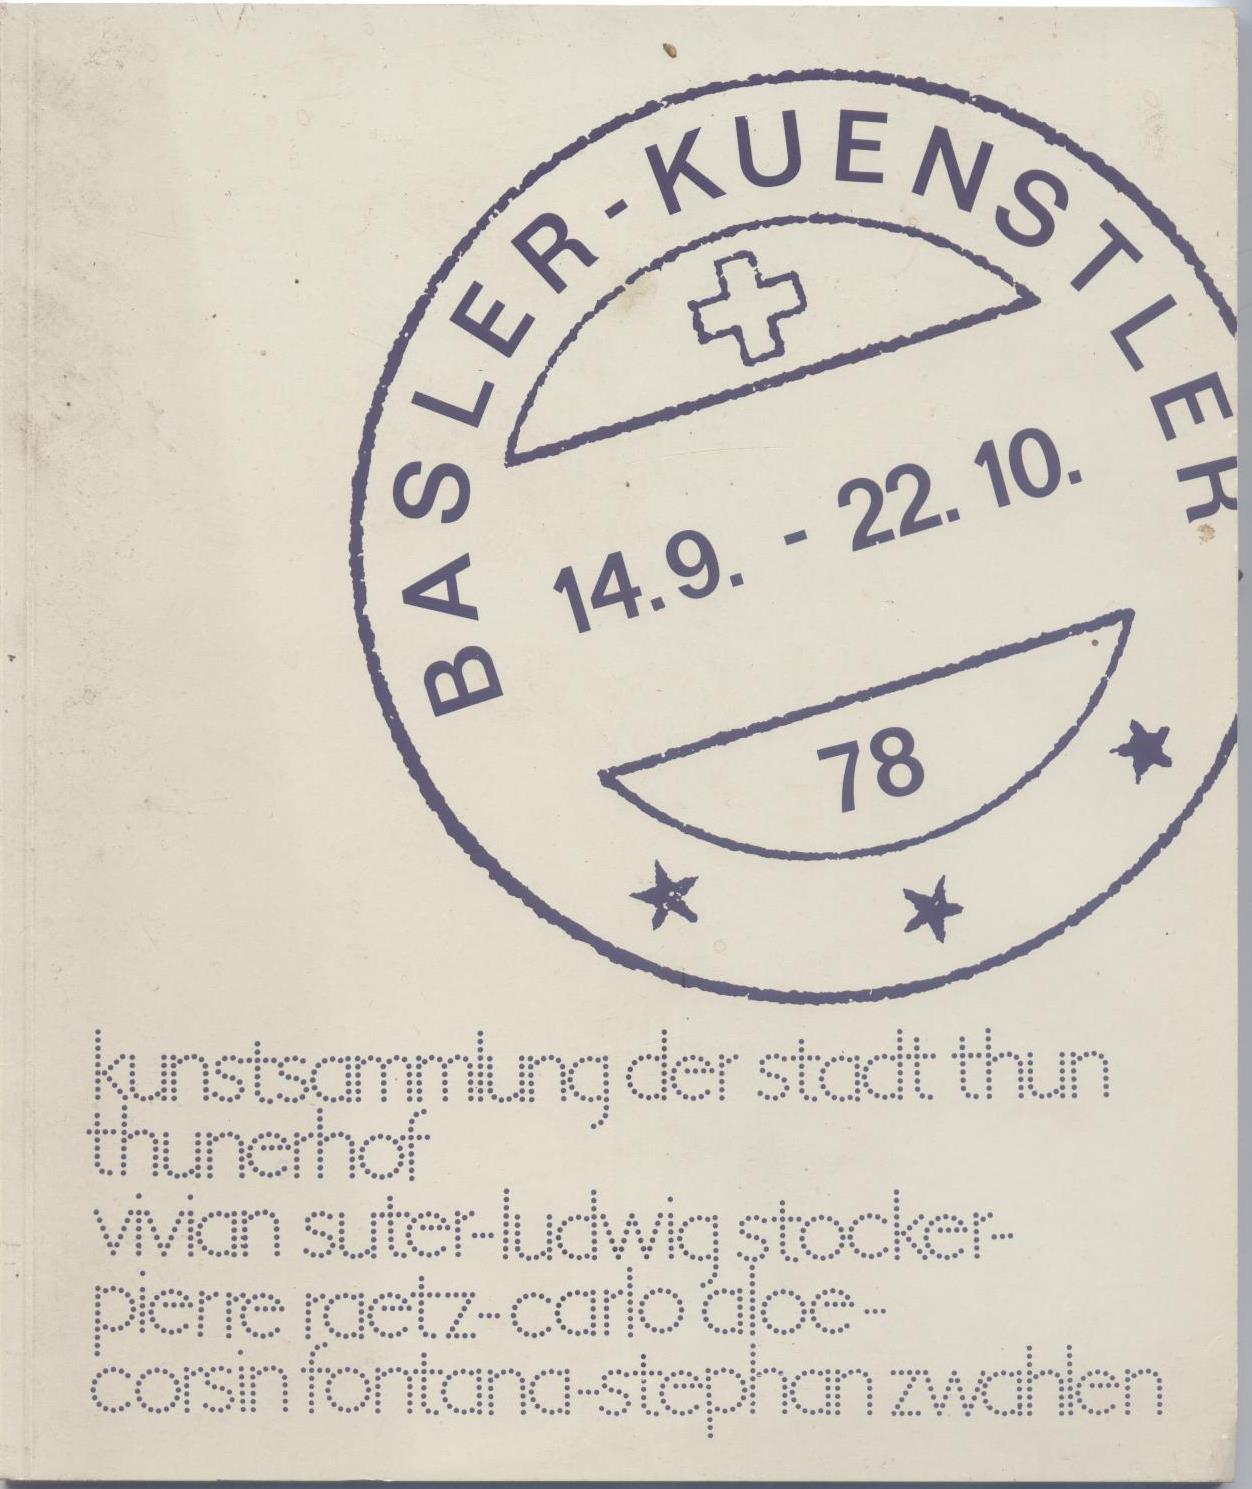 BASLER-KUENSTLER
14.9. - 22.10.
78
kunstsammlung der stadt thun
thunerhof
vivian suter-ludwig stocker-
pierre raetz-carlo aloe-
corsin fontana-stephan zwahlen